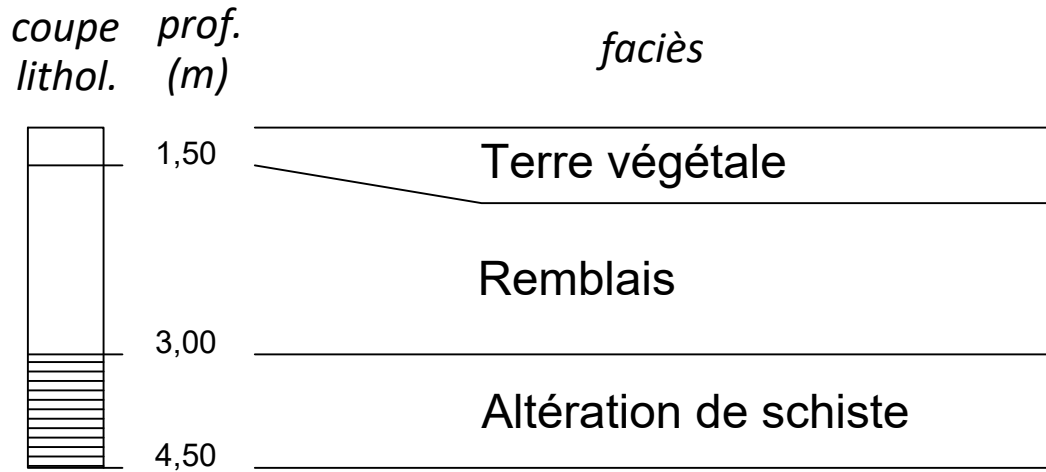 coupe lithol.
prof. (m)
faciès
1,50
Terre végétale
Remblais
3,00
Altération de schiste
4,50